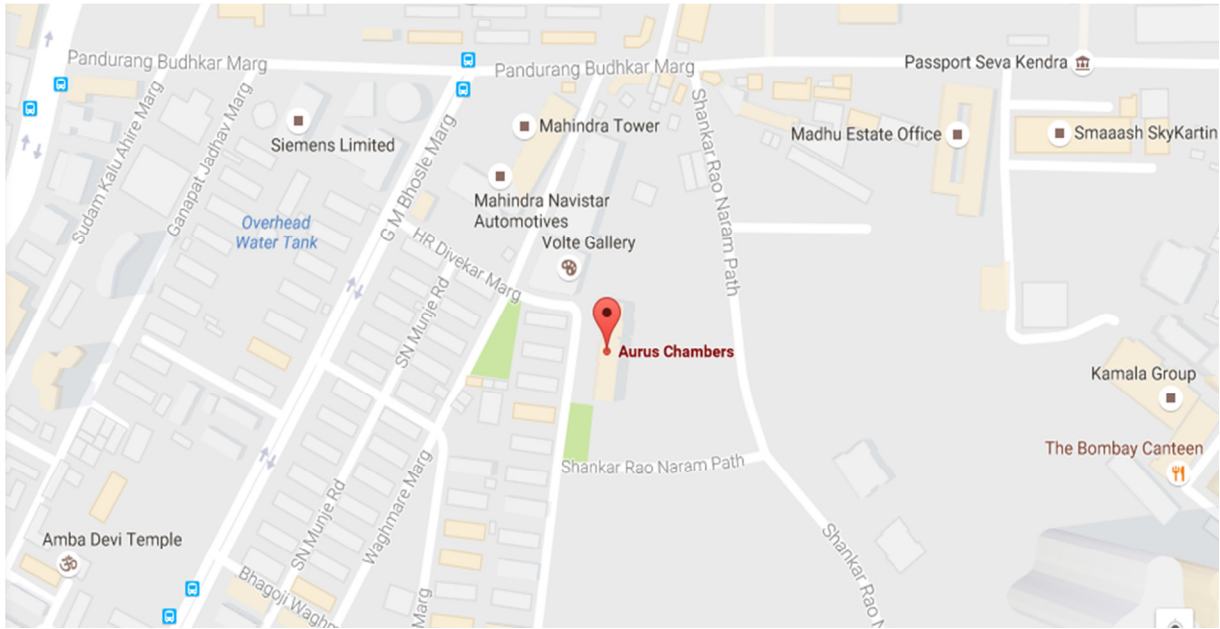 Pandurang Budhkar Marg
Pandurang Budhkar Marg
Passport Seva Kendra
Sudam Kalu Ahire Marg
Ganapat Jadhav Marg
Siemens Limited
G M Bhosle Marg
Mahindra Tower
Shankar Rao Naram Path
Madhu Estate Office
Smaaash SkyKartin
Mahindra Navistar
Automotives
Overhead
Water Tank
HR Divekar Marg
Volte Gallery
SN Munje Rd
Aurus Chambers
Kamala Group
The Bombay Canteen
Shankar Rao Naram Path
Waghmare Marg
SN Munje Rd
Amba Devi Temple
Bhagoji Waghm
Marg
Shankar Rao N